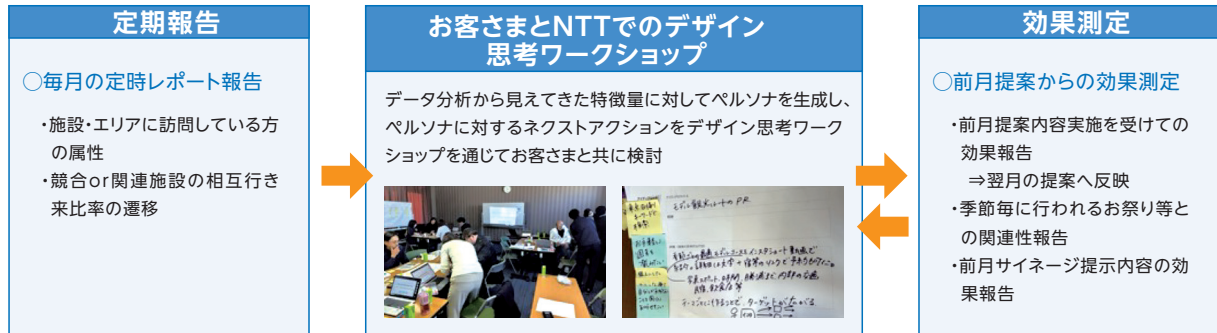 定期報告
○毎月の定時レポート報告
・施設・エリアに訪問している方
の属性
・競合or関連施設の相互行き
来比率の遷移
お客さまとNTTでのデザイン
思考ワークショップ
データ分析から見えてきた特徴量に対してペルソナを生成し、
ペルソナに対するネクストアクションをデザイン思考ワーク
ショップを通じてお客さまと共に検討
モデル観光ルートのPR
効果測定
○前月提案からの効果測定
・前月提案内容実施を受けての
効果報告
⇒翌月の提案へ反映
・季節毎に行われるお祭り等と
の関連性報告
・前月サイネージ提示内容の効
果報告